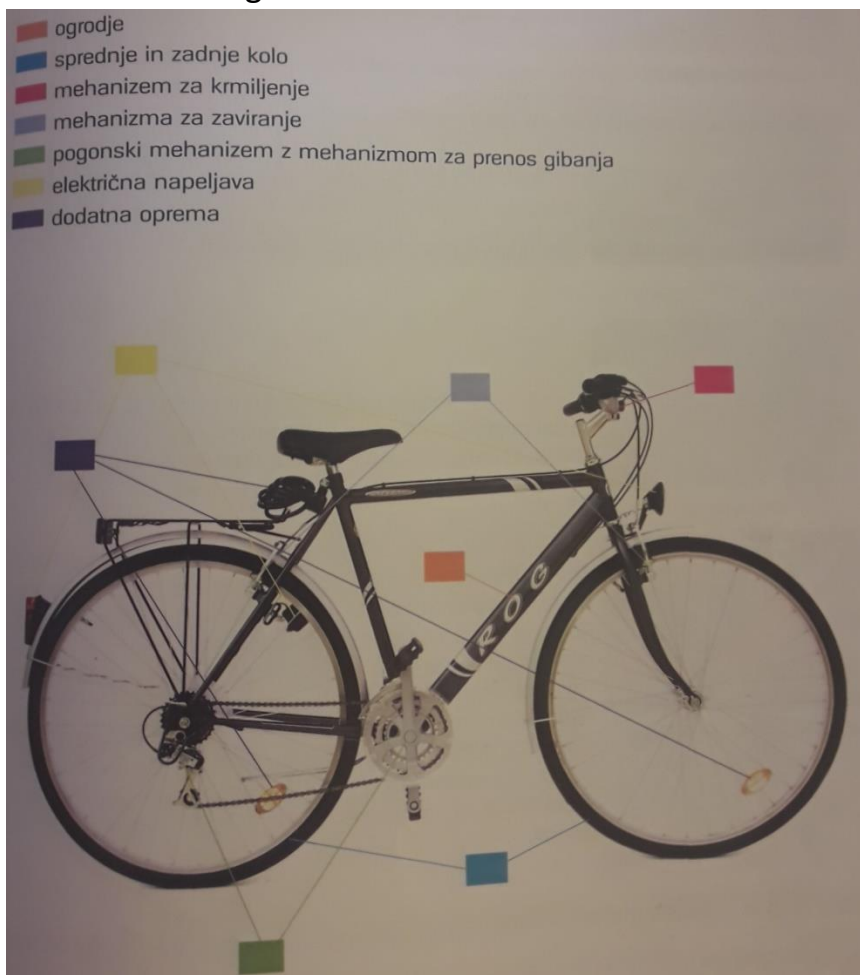 ogrodje
sprednje in zadnje kolo
mehanizem za krmiljenje
mehanizma za zaviranje
pogonski mehanizem z mehanizmom za prenos gibanja
električna napeljava
dodatna oprema
ROG